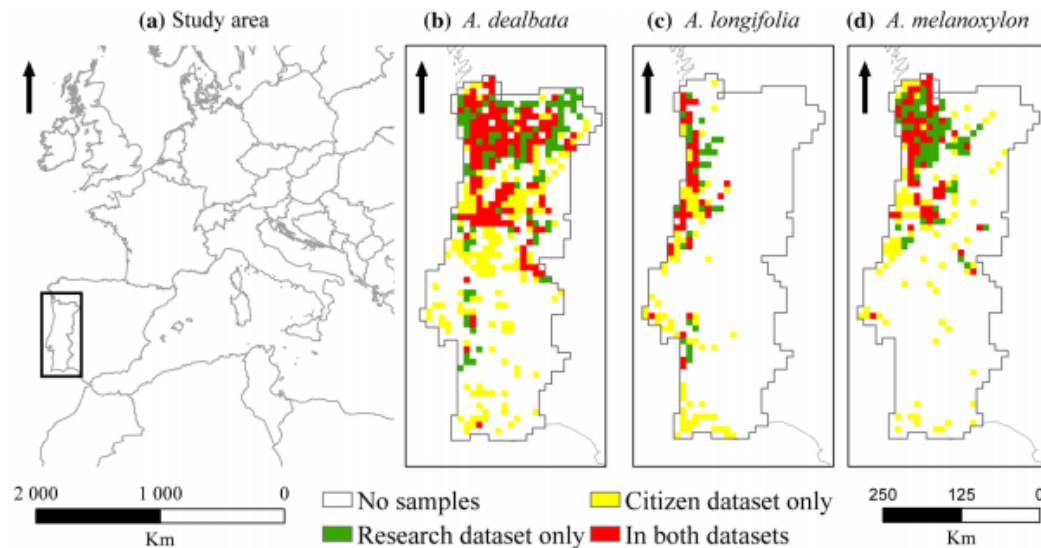 (a) Study area
(b) A. dealbata
(c) A. longifolia
(d) A. melanoxylon
2 000 1 000 0
Km
No samples
Citizen dataset only
Research dataset only
In both datasets
250 125 0
Km